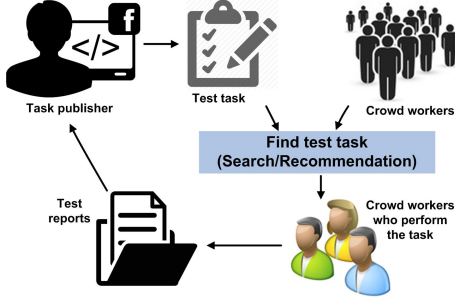 f
</>
Task publisher
Test task
Crowd workers
Find test task
(Search/Recommendation)
Test
reports
Crowd workers
who perform
the task